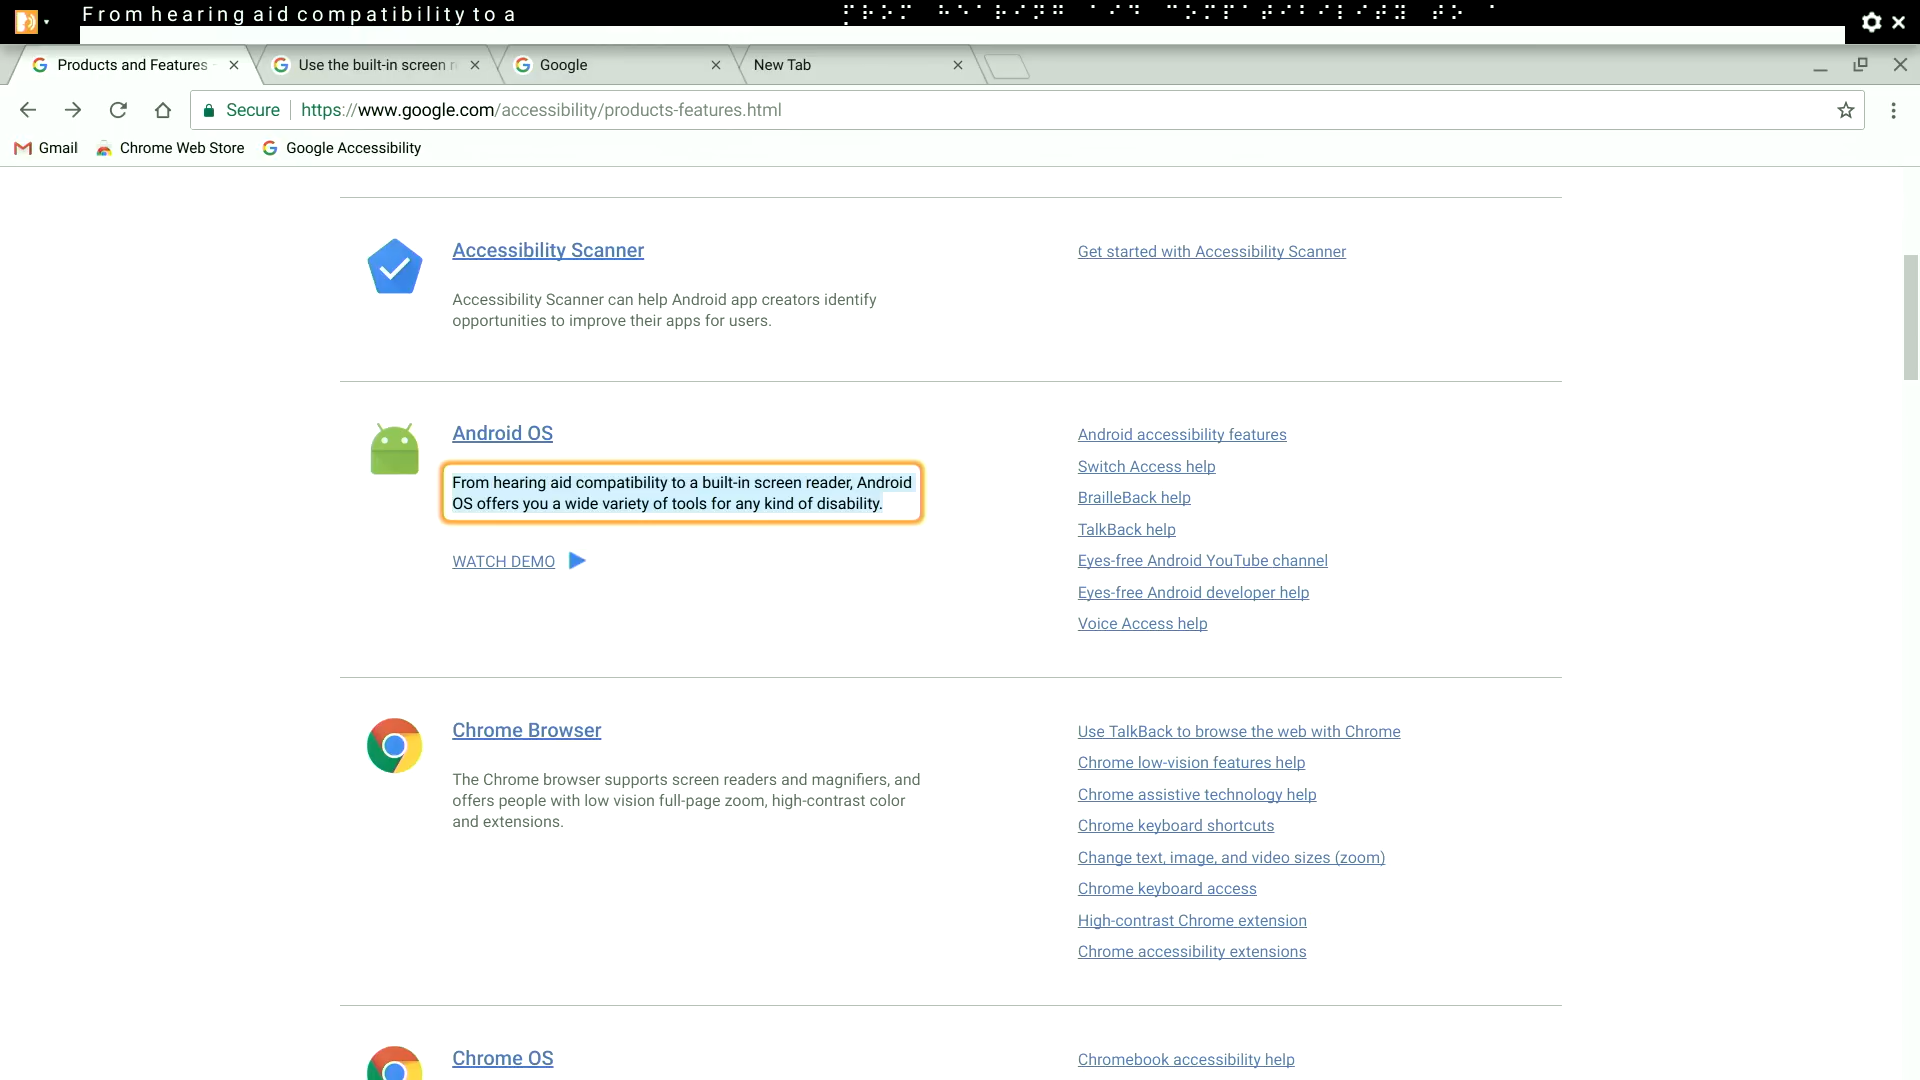 From hearing aid compatibility to a
Products and Features -
Use the built-in screen r
Google
New Tab
Secure
https://www.google.com/accessibility/products-features.html
Gmail
Chrome Web Store
Google Accessibility
Accessibility Scanner
Accessibility Scanner can help Android app creators identify
opportunities to improve their apps for users.
Get started with Accessibility Scanner
Android OS
From hearing aid compatibility to a built-in screen reader, Android
OS offers you a wide variety of tools for any kind of disability.
WATCH DEMO
Android accessibility features
Switch Access help
BrailleBack help
TalkBack help
Eyes-free Android YouTube channel
Eyes-free Android developer help
Voice Access help
Chrome Browser
The Chrome browser supports screen readers and magnifiers, and
offers people with low vision full-page zoom, high-contrast color
and extensions.
Use TalkBack to browse the web with Chrome
Chrome low-vision features help
Chrome assistive technology help
Chrome keyboard shortcuts
Change text, image, and video sizes (zoom)
Chrome keyboard access
High-contrast Chrome extension
Chrome accessibility extensions
Chrome OS
Chromebook accessibility help